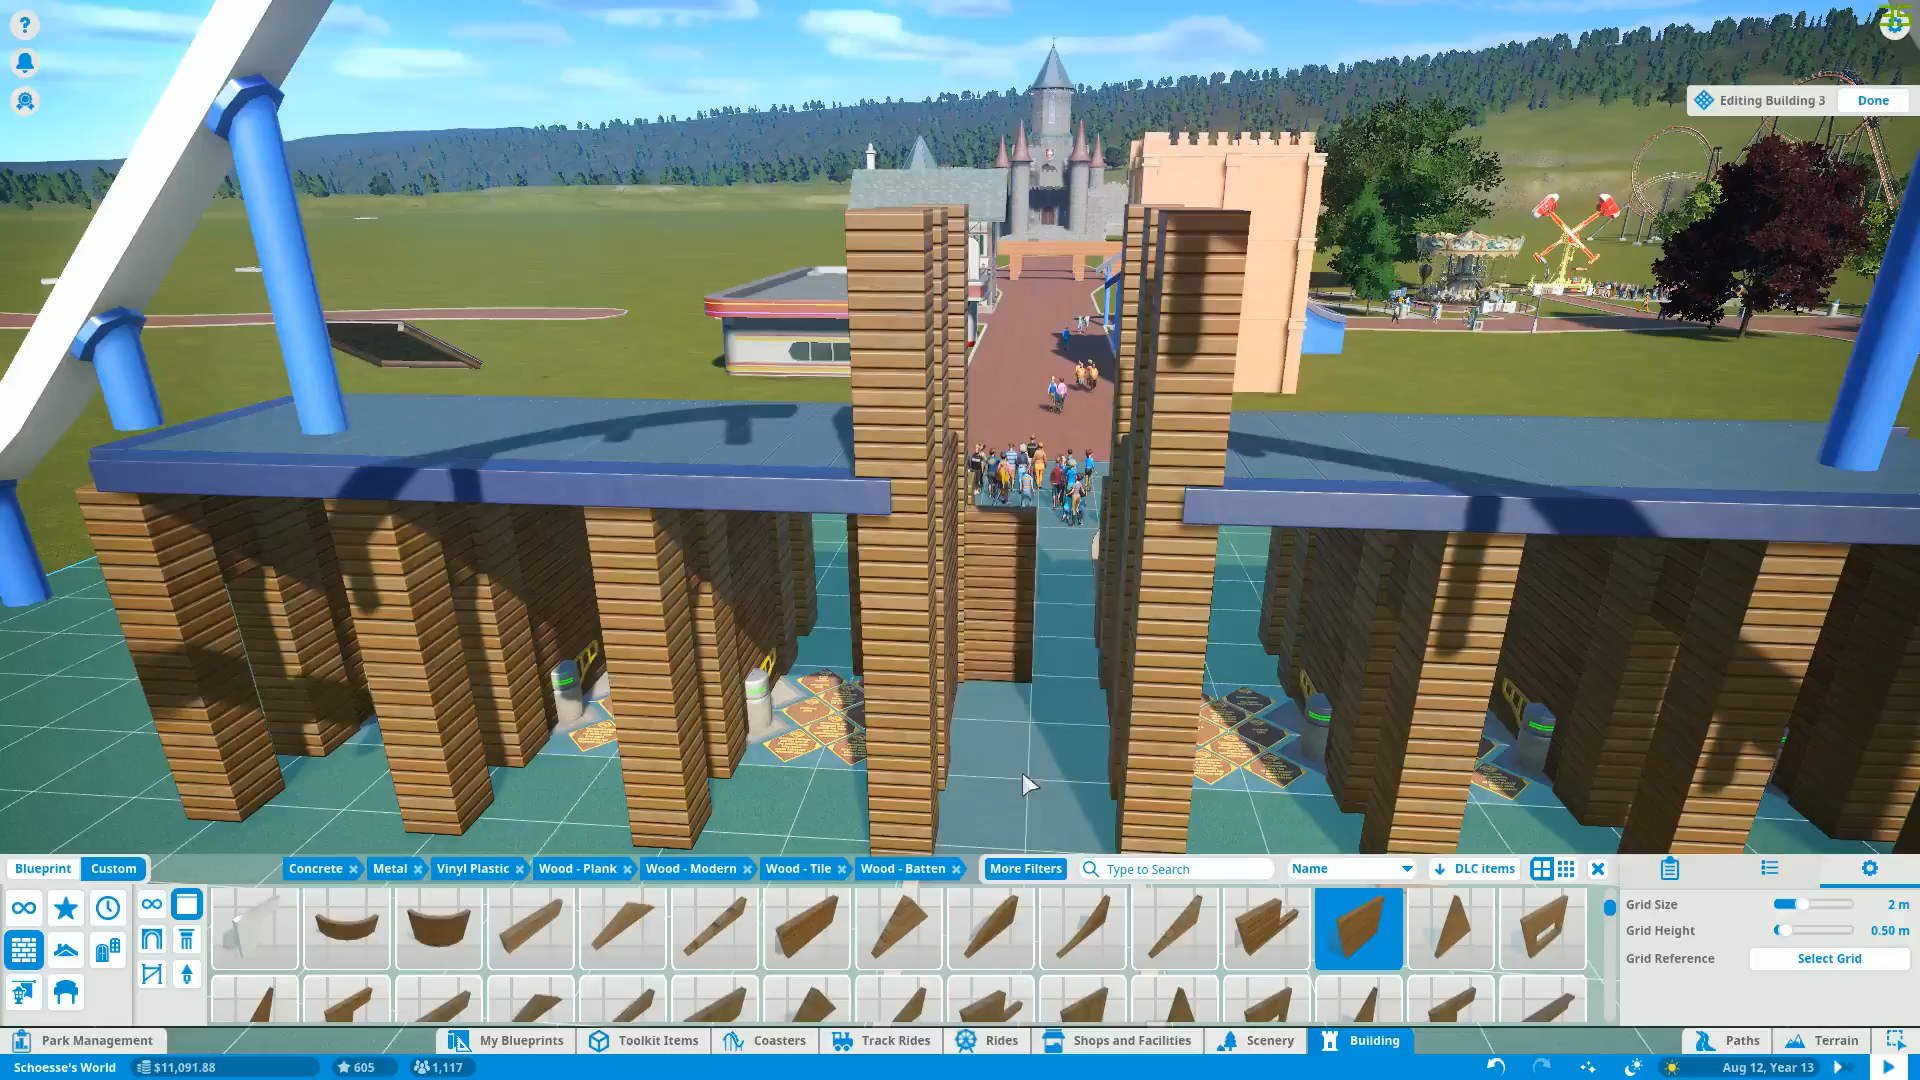 ?
Editing Building 3
Done
Blueprint
Custom
Concrete
Metal
Vinyl Plastic
Wood - Plank
Wood - Modern
Wood - Tile
Wood - Batten
More Filters
Type to Search
Name
DLC items
Grid Size
2 m
Grid Height
0.50 m
Grid Reference
Select Grid
Park Management
My Blueprints
Toolkit Items
Coasters
Track Rides
Rides
Shops and Facilities
Scenery
Building
Paths
Terrain
Schoesse's World
$11,091.88
605
1,117
Aug 12, Year 13